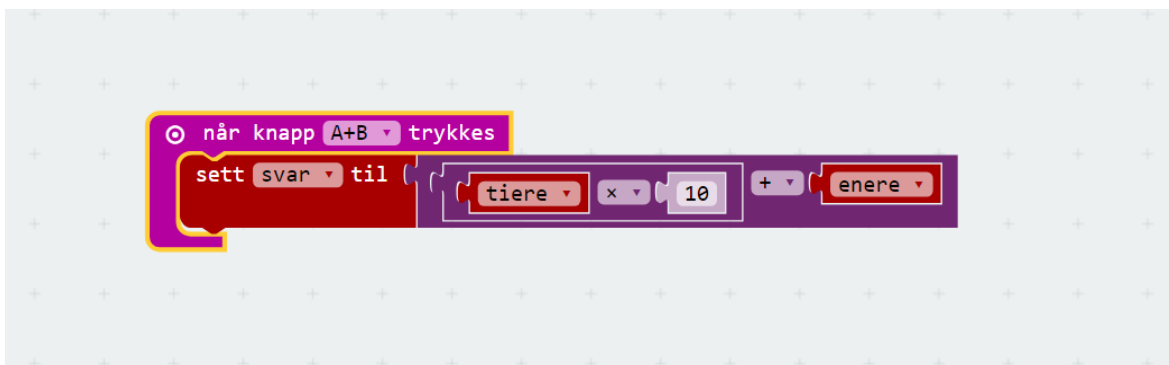 når knapp A+B trykkes
sett svar til tiere × 10 + enere